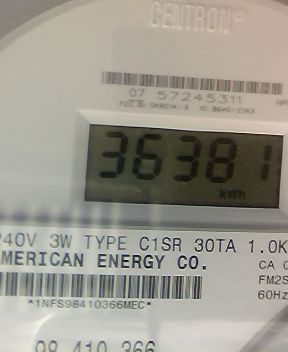 CENTRON®
07 57245311
36381
kWh
240V 3W TYPE C1SR 30TA 1.0K
AMERICAN ENERGY CO.
CA
FM2S
60Hz
*1NFS98410366MEC*
98 410 366